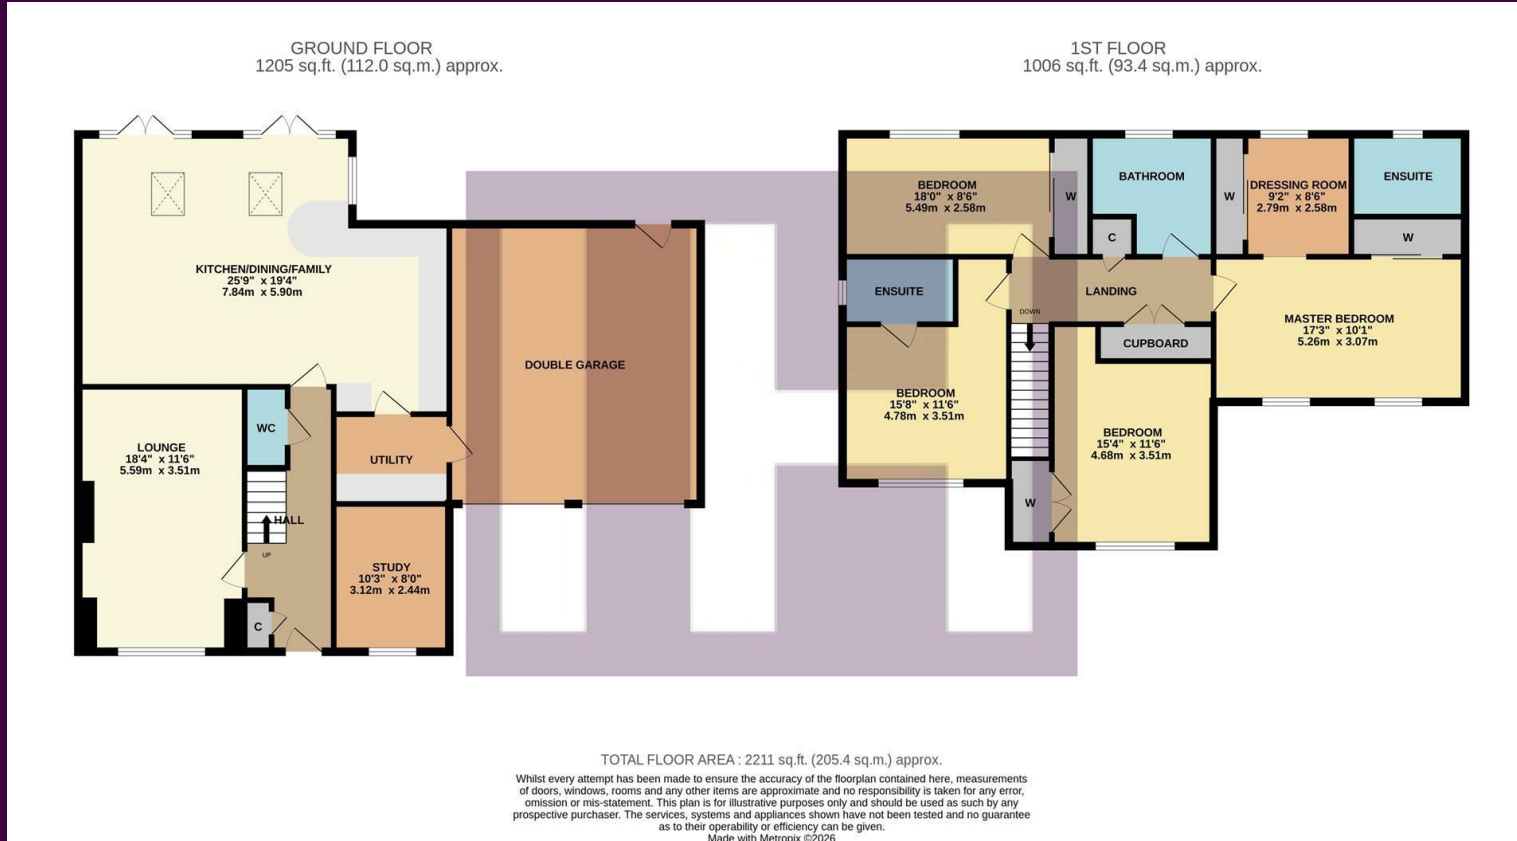 GROUND FLOOR
1205 sq.ft. (112.0 sq.m.) approx.
KITCHEN/DINING/FAMILY
25'9" x 19'4"
7.84m x 5.90m
DOUBLE GARAGE
LOUNGE
18'4" x 11'6"
5.59m x 3.51m
WC
UTILITY
HALL
UP
STUDY
10'3" x 8'0"
3.12m x 2.44m
C
1ST FLOOR
1006 sq.ft. (93.4 sq.m.) approx.
BEDROOM
18'0" x 8'6"
5.49m x 2.58m
W
BATHROOM
C
W
DRESSING ROOM
9'2" x 8'6"
2.79m x 2.58m
ENSUITE
W
ENSUITE
LANDING
DOWN
CUPBOARD
MASTER BEDROOM
17'3" x 10'1"
5.26m x 3.07m
BEDROOM
15'8" x 11'6"
4.78m x 3.51m
BEDROOM
15'4" x 11'6"
4.68m x 3.51m
W
TOTAL FLOOR AREA : 2211 sq.ft. (205.4 sq.m.) approx.
Whilst every attempt has been made to ensure the accuracy of the floorplan contained here, measurements
of doors, windows, rooms and any other items are approximate and no responsibility is taken for any error,
omission or mis-statement. This plan is for illustrative purposes only and should be used as such by any
prospective purchaser. The services, systems and appliances shown have not been tested and no guarantee
as to their operability or efficiency can be given.
Made with Metropix ©2026